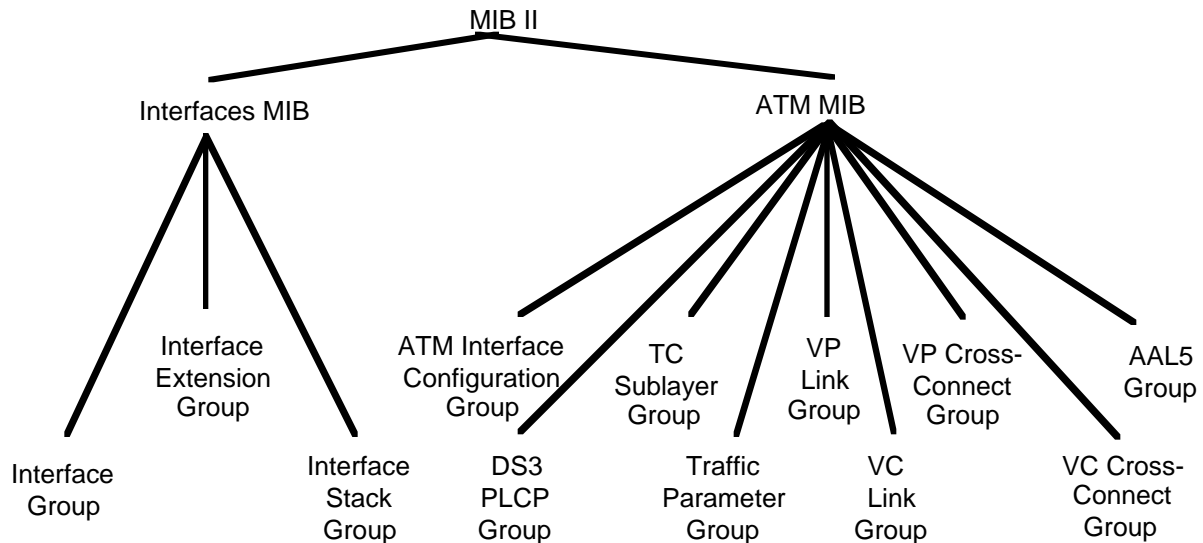 MIB II
Interfaces MIB
ATM MIB
Interface
Extension
Group
ATM Interface
Configuration
Group
TC
Sublayer
Group
VP
Link
Group
VP Cross-
Connect
Group
AAL5
Group
Interface
Group
Interface
Stack
Group
DS3
PLCP
Group
Traffic
Parameter
Group
VC
Link
Group
VC Cross-
Connect
Group